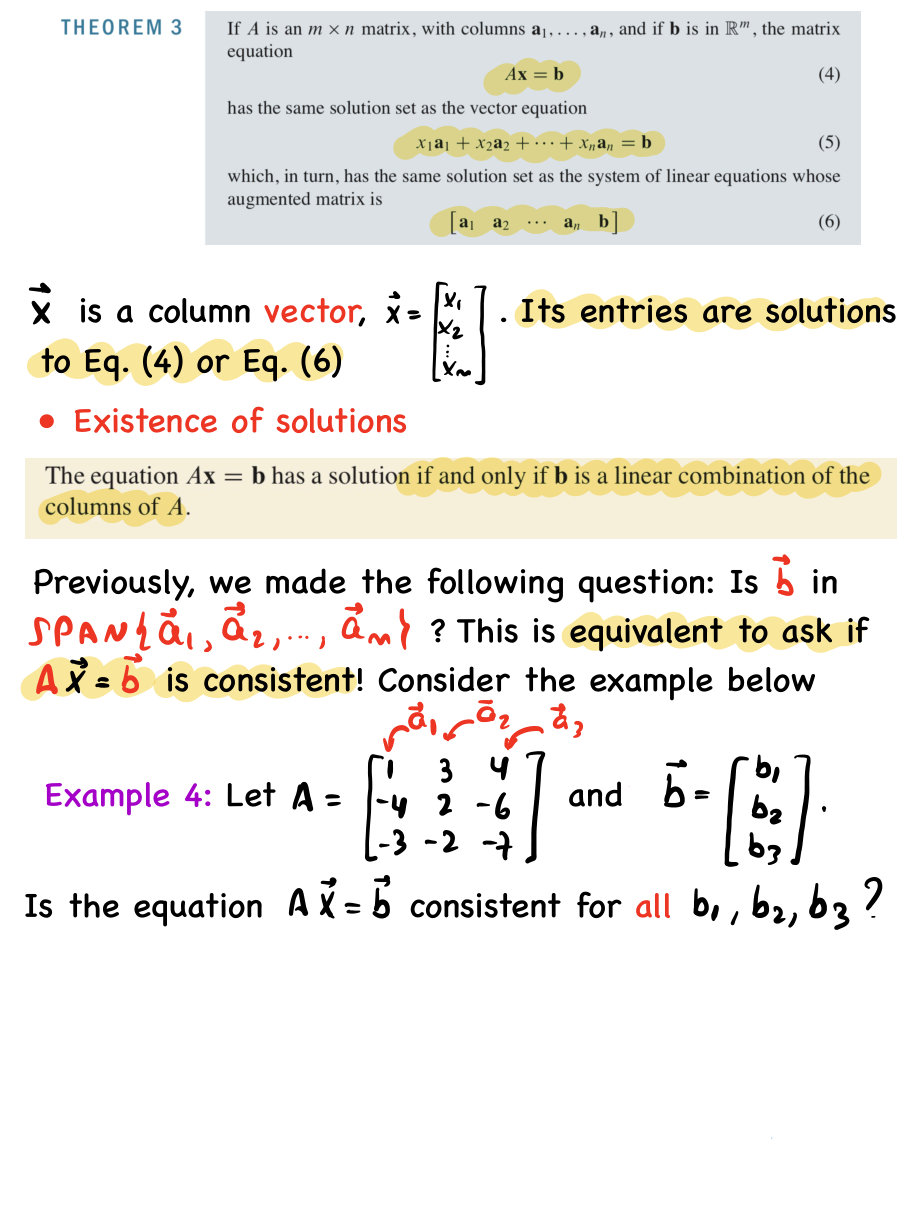 THEOREM 3
If A is an m × n matrix, with columns a₁, . . . , aₙ, and if b is in ℝᵐ, the matrix
equation
Ax = b (4)
has the same solution set as the vector equation
x₁a₁ + x₂a₂ + ··· + xₙaₙ = b (5)
which, in turn, has the same solution set as the system of linear equations whose
augmented matrix is
[a₁ a₂ ··· aₙ b] (6)
x⃗ is a column vector, x⃗ = [x₁ x₂ ⋮ xₙ]. Its entries are solutions
to Eq. (4) or Eq. (6)
• Existence of solutions
The equation Ax = b has a solution if and only if b is a linear combination of the
columns of A.
Previously, we made the following question: Is b⃗ in
SPAN{a⃗₁, a⃗₂, ..., a⃗ₙ} ? This is equivalent to ask if
Ax⃗ = b⃗ is consistent! Consider the example below
a⃗₁ a⃗₂ a⃗₃
Example 4: Let A = [1 3 4; -4 2 -6; -3 -2 -7] and b⃗ = [b₁ b₂ b₃].
Is the equation Ax⃗ = b⃗ consistent for all b₁, b₂, b₃?